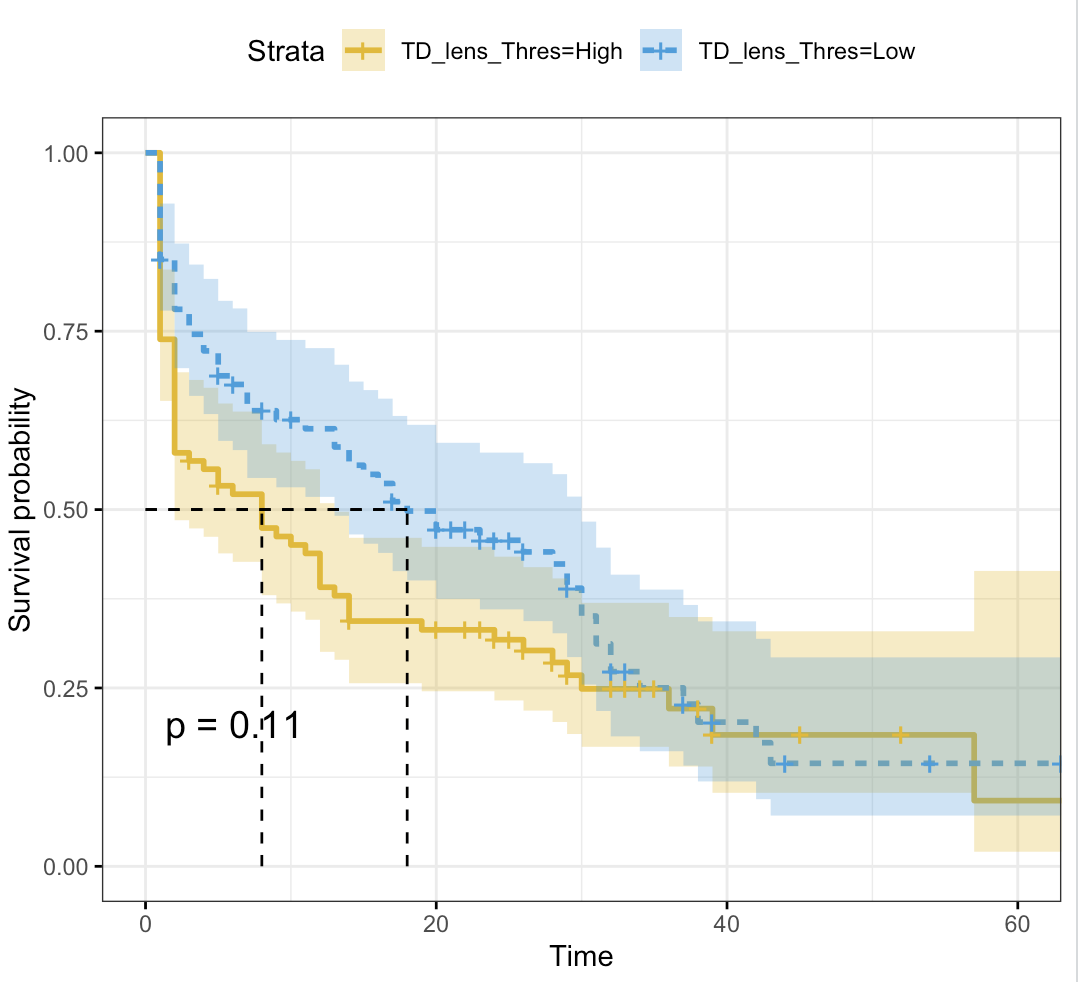 Strata TD_lens_Thres=High TD_lens_Thres=Low
1.00
0.75
0.50
0.25
0.00
Survival probability
p = 0.11
0 20 40 60
Time